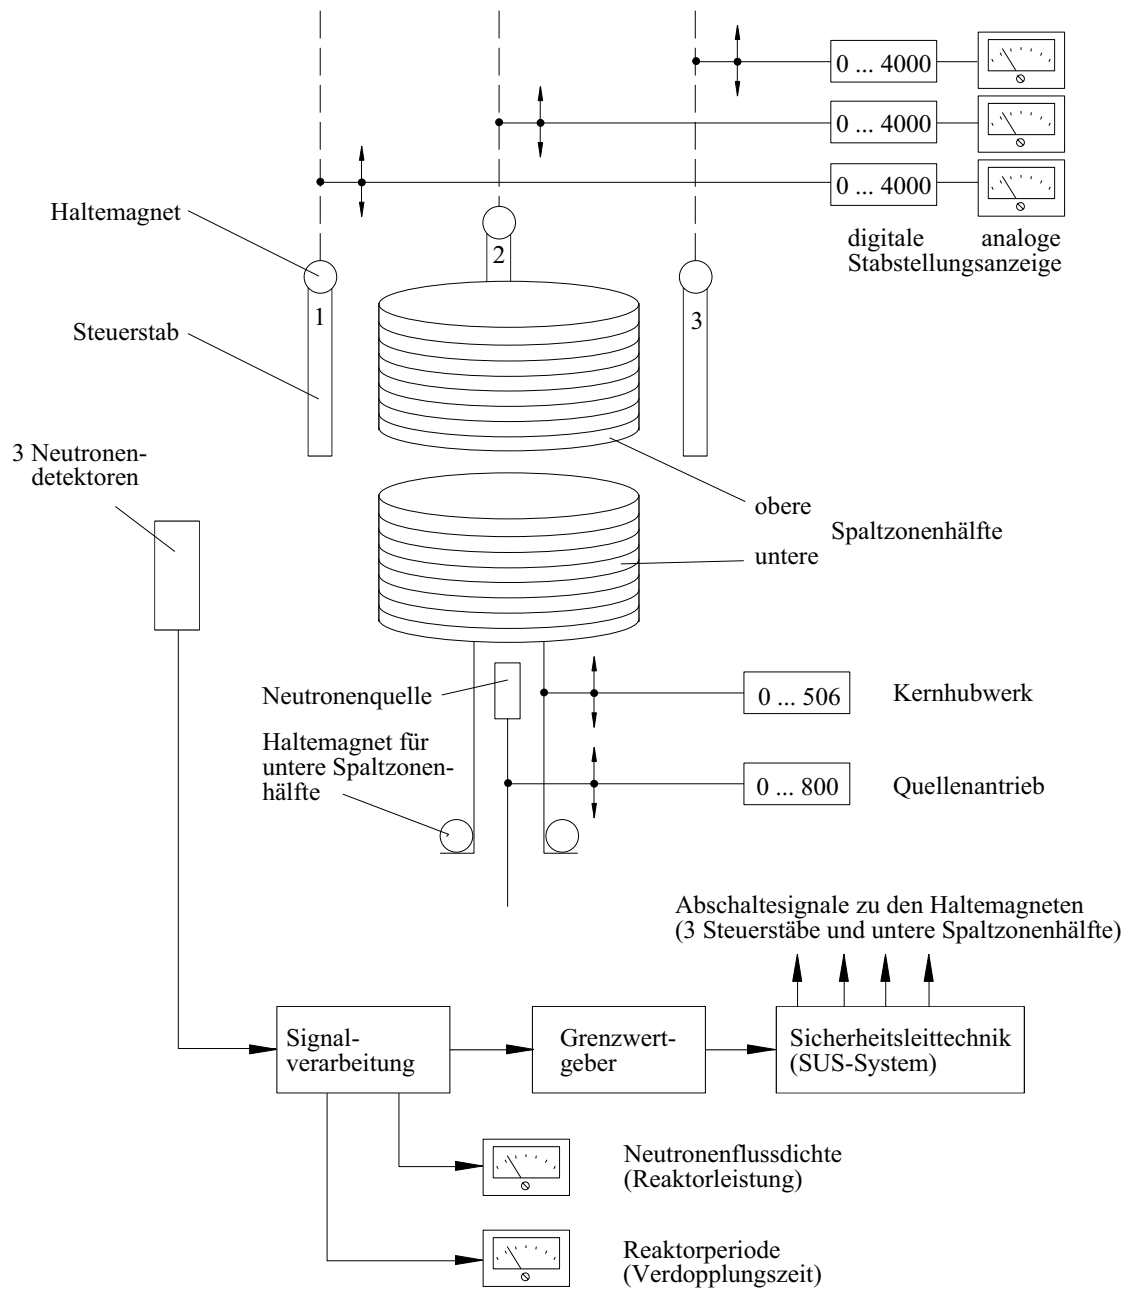 0 ... 4000
0 ... 4000
0 ... 4000
Haltemagnet
digitale analoge
Stabstellungsanzeige
2
1
3
Steuerstab
3 Neutronen-
detektoren
obere
Spaltzonenhälfte
untere
Neutronenquelle
0 ... 506
Kernhubwerk
Haltemagnet für
untere Spaltzonen-
hälfte
0 ... 800
Quellenantrieb
Abschaltesignale zu den Haltemagneten
(3 Steuerstäbe und untere Spaltzonenhälfte)
Signal-
verarbeitung
Grenzwert-
geber
Sicherheitsleittechnik
(SUS-System)
Neutronenflussdichte
(Reaktorleistung)
Reaktorperiode
(Verdopplungszeit)